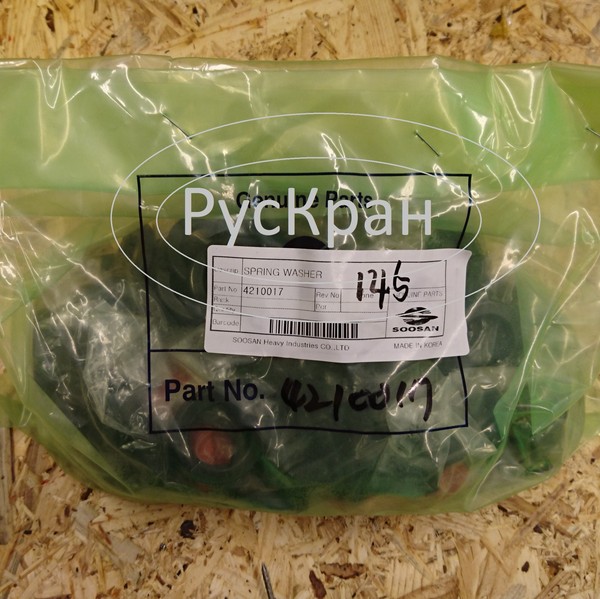 Genuine Parts
РусКран
SPRING WASHER
Part No 4210017 Rev No
145
Barcode
SOOSAN
SOOSAN Heavy Industries CO.,LTD MADE IN KOREA
Part No. 4210017